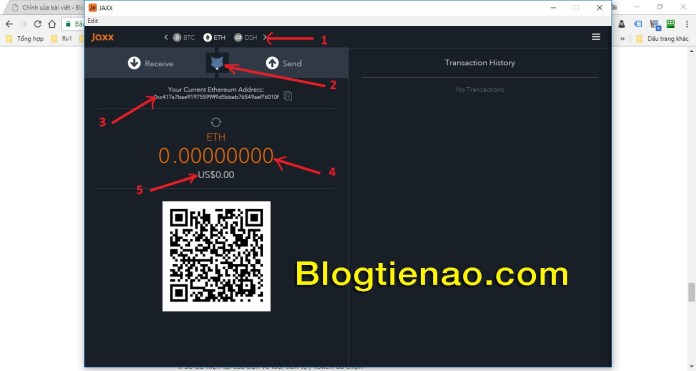 Chỉnh sửa bài viết - Blo
JAXX
Edit
Jaxx
BTC
ETH
DSH
1
Receive
Send
2
Transaction History
No Transactions
Your Current Ethereum Address:
3
ETH
0.00000000
4
US$0.00
5
Blogtienao.com
Tổng hợp
Rv1
Dấu trang khác